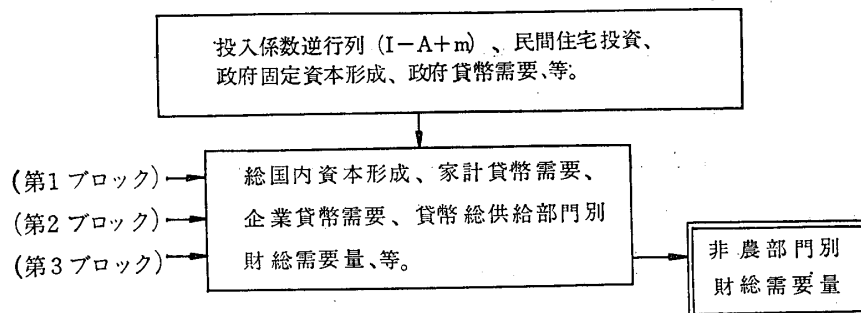 投入係数逆行列 (I-A+m) 、民間住宅投資、
政府固定資本形成、政府貨幣需要、等。
(第1 ブロック)
(第2 ブロック)
(第3 ブロック)
総国内資本形成、家計貨幣需要、
企業貨幣需要、貨幣総供給部門別
財総需要量、等。
非農部門別
財総需要量